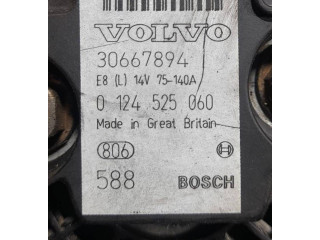 VOLVO
30667894
E8 (L) 14V 75-140A
0 124 525 060
Made in Great Britain
806
588 BOSCH